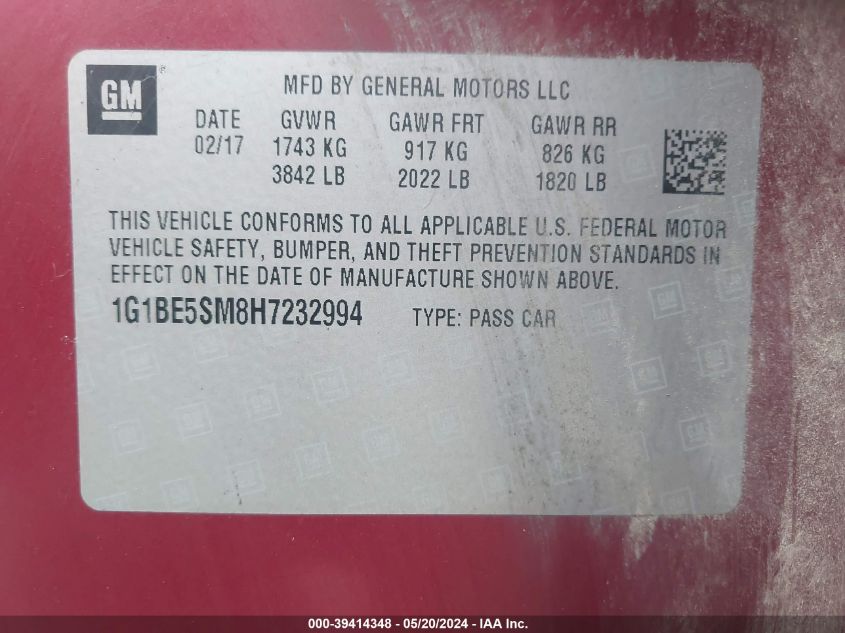 GM
MFD BY GENERAL MOTORS LLC
DATE GVWR GAWR FRT GAWR RR
02/17 1743 KG 917 KG 826 KG
3842 LB 2022 LB 1820 LB
THIS VEHICLE CONFORMS TO ALL APPLICABLE U.S. FEDERAL MOTOR
VEHICLE SAFETY, BUMPER, AND THEFT PREVENTION STANDARDS IN
EFFECT ON THE DATE OF MANUFACTURE SHOWN ABOVE.
1G1BE5SM8H7232994 TYPE: PASS CAR
000-39414348 - 05/20/2024 - IAA Inc.